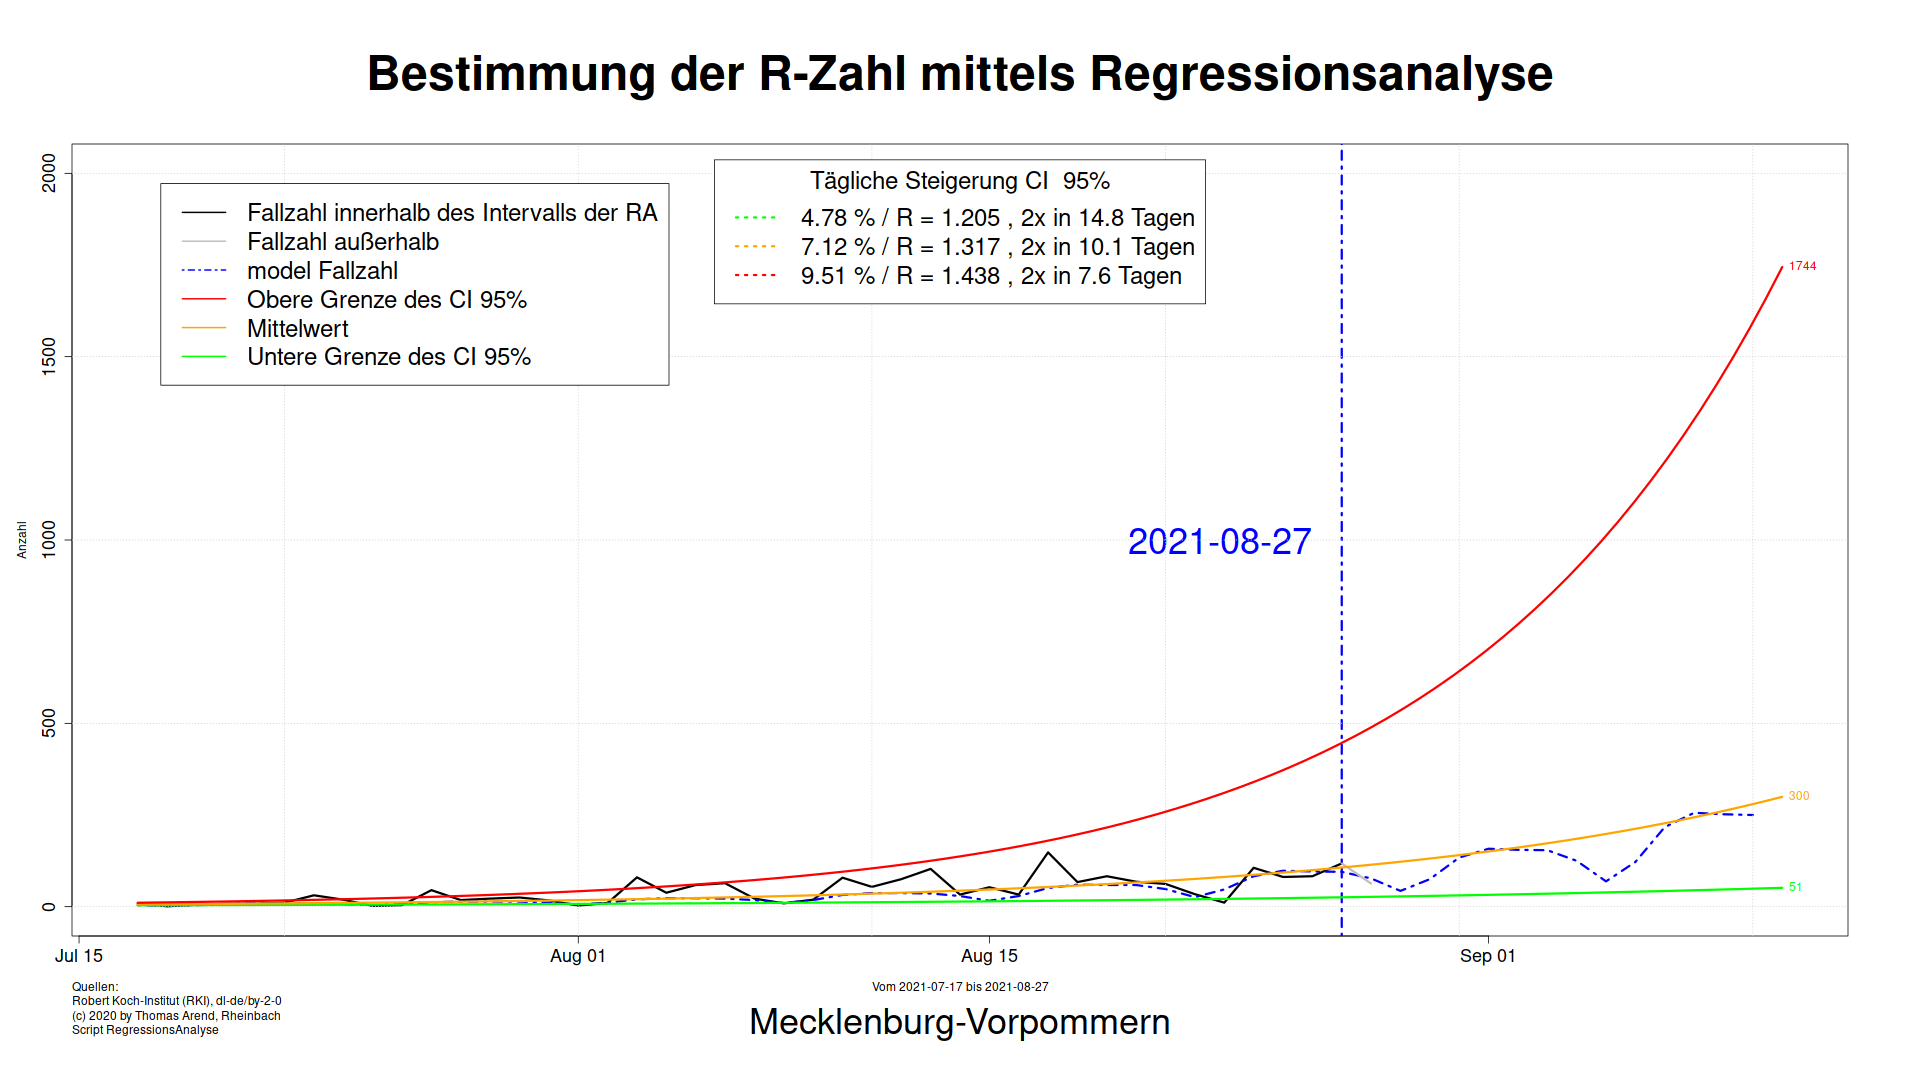 Bestimmung der R-Zahl mittels Regressionsanalyse
Fallzahl innerhalb des Intervalls der RA
Fallzahl außerhalb
model Fallzahl
Obere Grenze des CI 95%
Mittelwert
Untere Grenze des CI 95%
Tägliche Steigerung CI  95%
4.78 % / R = 1.205 , 2x in 14.8 Tagen
7.12 % / R = 1.317 , 2x in 10.1 Tagen
9.51 % / R = 1.438 , 2x in 7.6 Tagen
2000
1500
1000
500
0
Anzahl
2021-08-27
1744
300
51
Jul 15
Aug 01
Aug 15
Sep 01
Quellen:
Robert Koch-Institut (RKI), dl-de/by-2-0
(c) 2020 by Thomas Arend, Rheinbach
Script RegressionsAnalyse
Vom 2021-07-17 bis 2021-08-27
Mecklenburg-Vorpommern